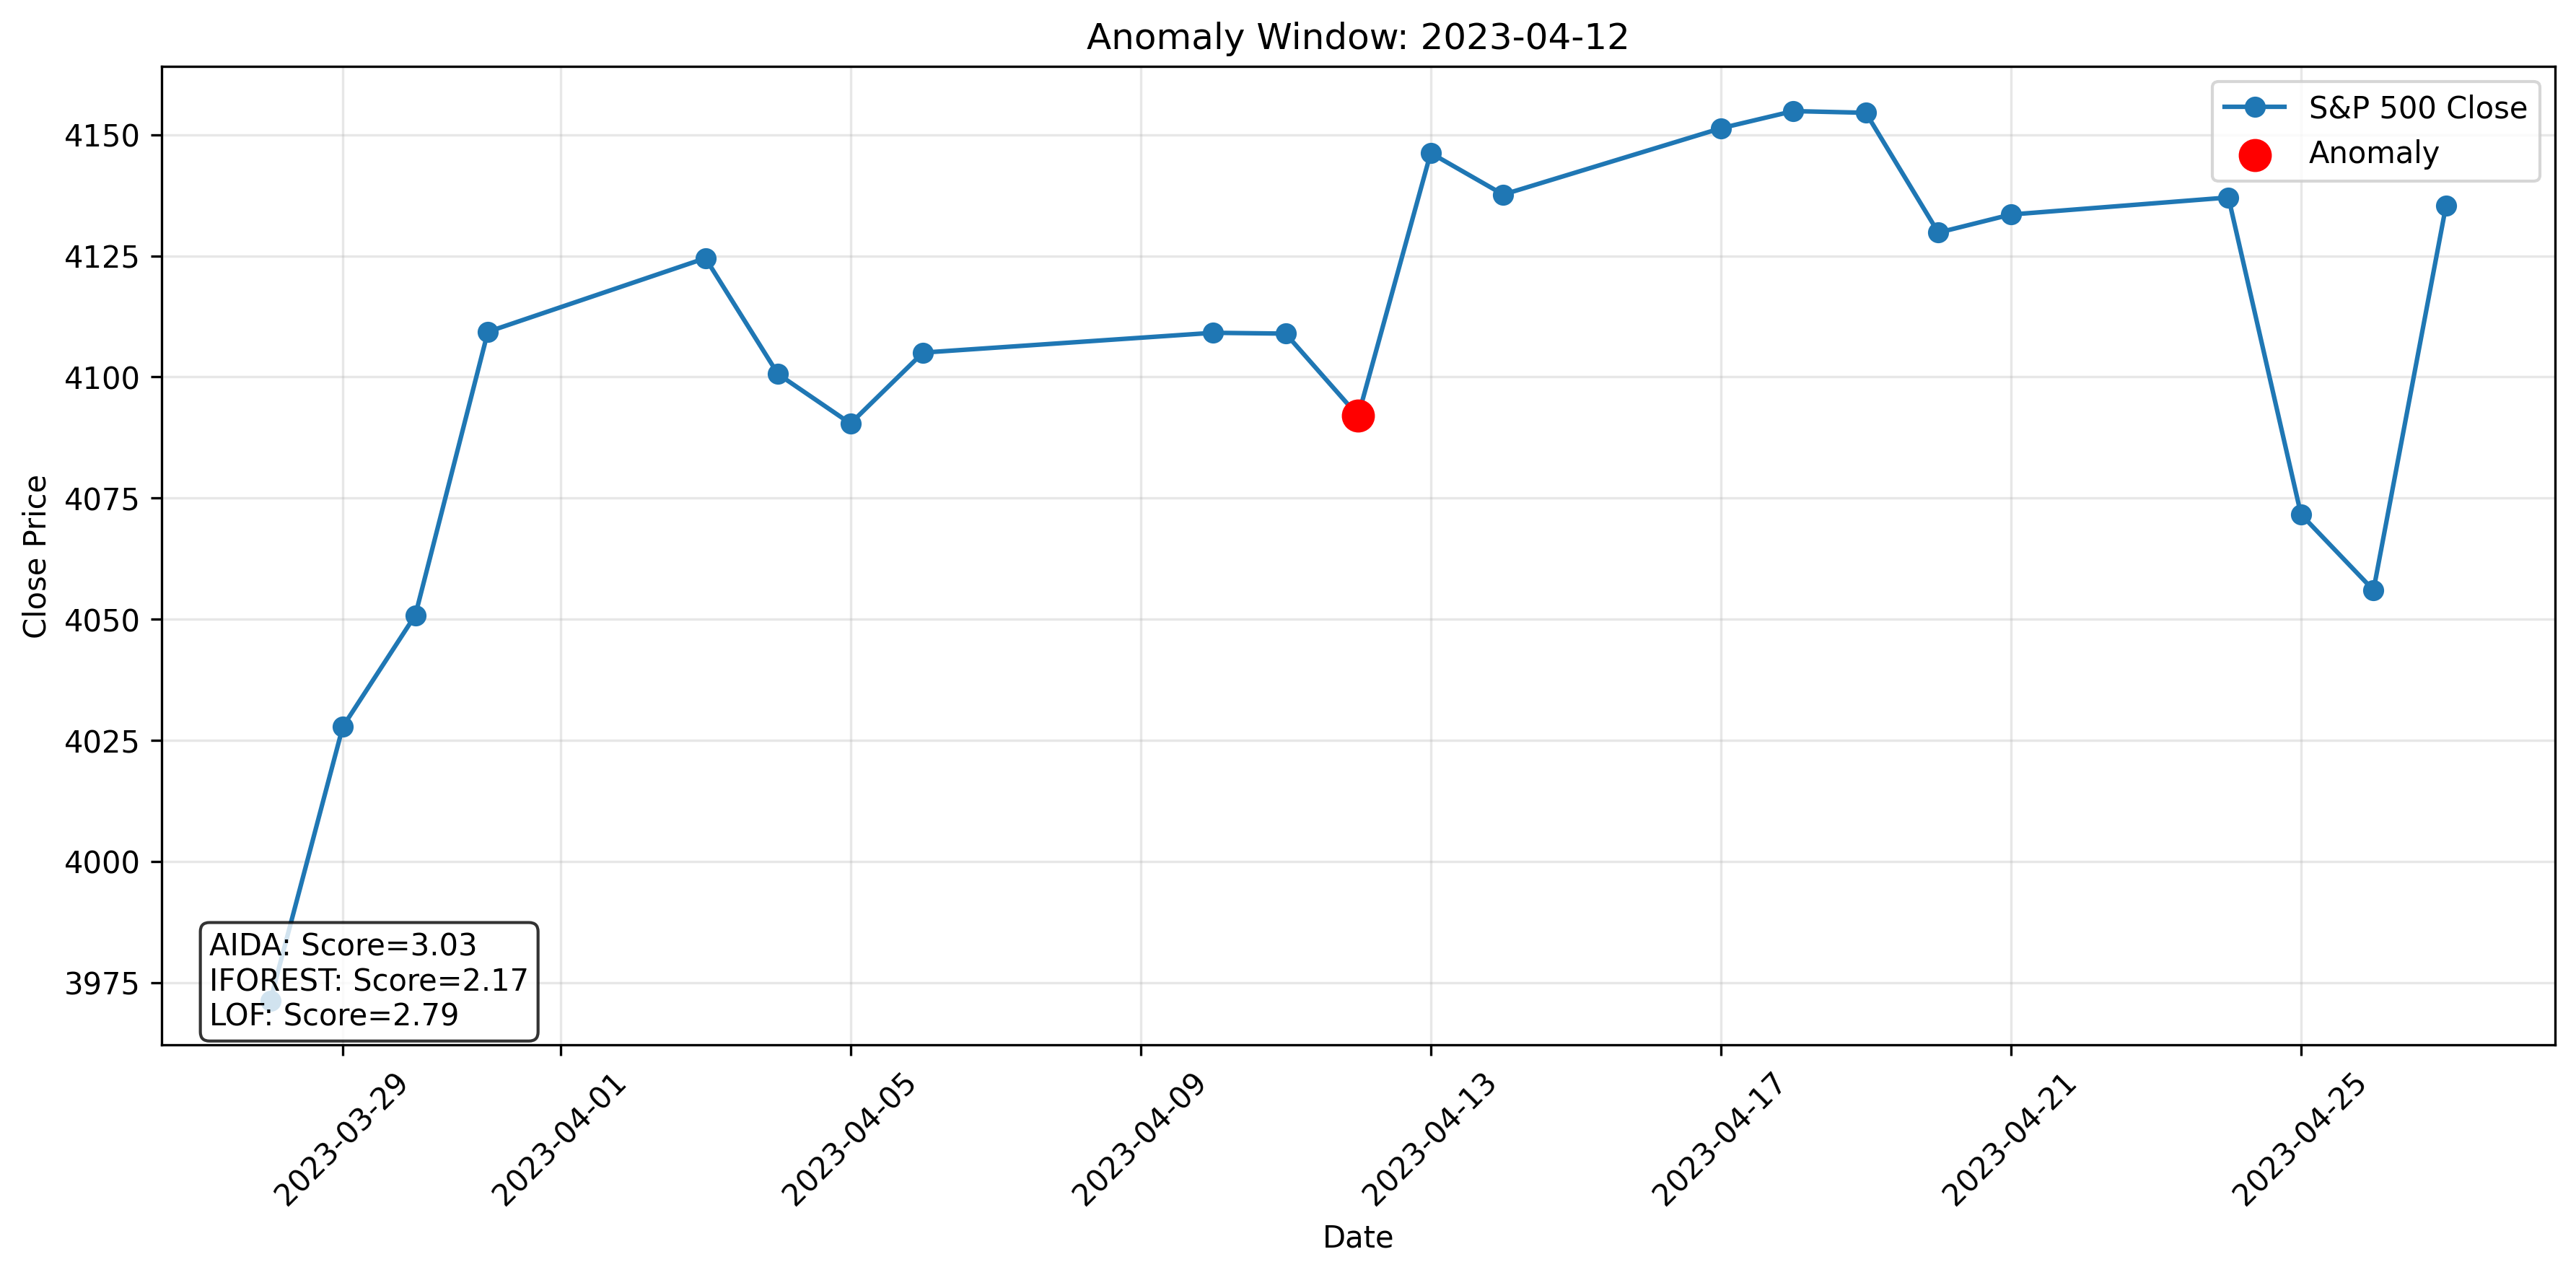 Anomaly Window: 2023-04-12
S&P 500 Close
Anomaly
Close Price
4150
4125
4100
4075
4050
4025
4000
3975
AIDA: Score=3.03
IFOREST: Score=2.17
LOF: Score=2.79
2023-03-29
2023-04-01
2023-04-05
2023-04-09
2023-04-13
2023-04-17
2023-04-21
2023-04-25
Date